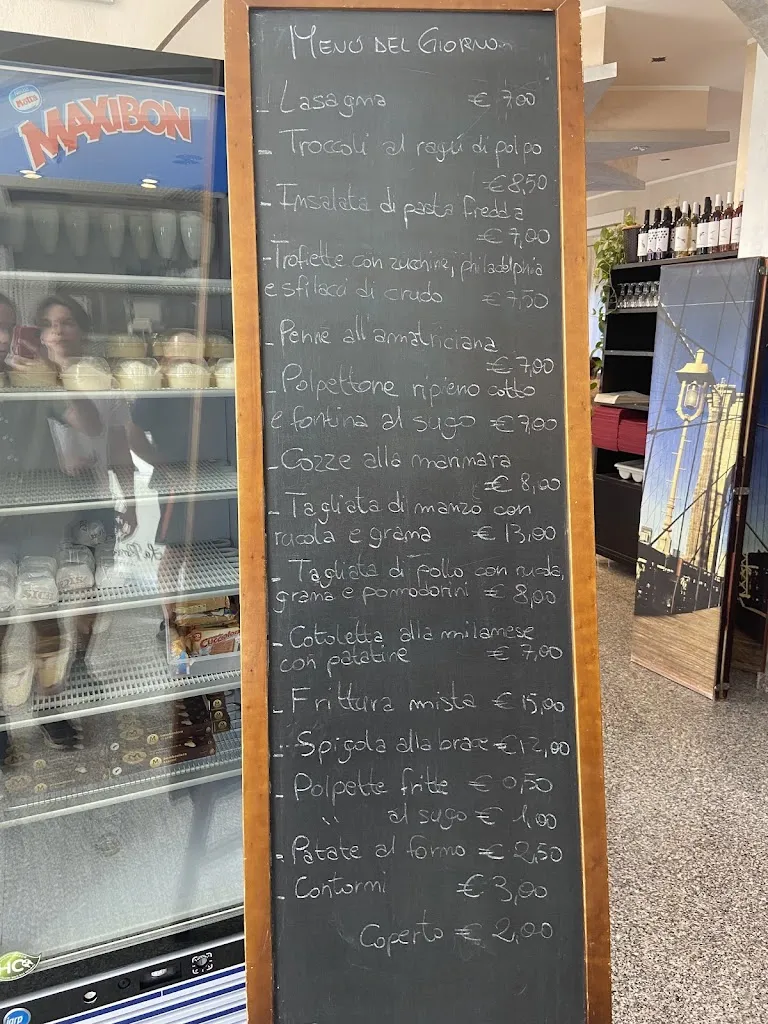 MAXIBON
MENÚ DEL GIORNO
- Lasagna € 7,00
- Troccoli al ragú di polpo
€ 8,50
- Insalata di pasta fredda
€ 7,00
- Trofiette con zucchine, philadelphia
e sfilacci di crudo € 7,50
- Penne all'amatriciana
€ 7,00
- Polpettone ripieno cotto
e fontina al sugo € 7,00
- Cozze alla marinara
€ 8,00
- Tagliata di manzo con
rucola e grana € 13,00
- Tagliata di pollo con rucola,
grana e pomodorini € 8,00
- Cotoletta alla milanese
con patatine € 7,00
- Frittura mista € 15,00
- Spigola alla brace € 12,00
- Polpette fritte € 0,50
" al sugo € 1,00
- Patate al forno € 2,50
- Contorni € 3,00
Coperto € 2,00
HC